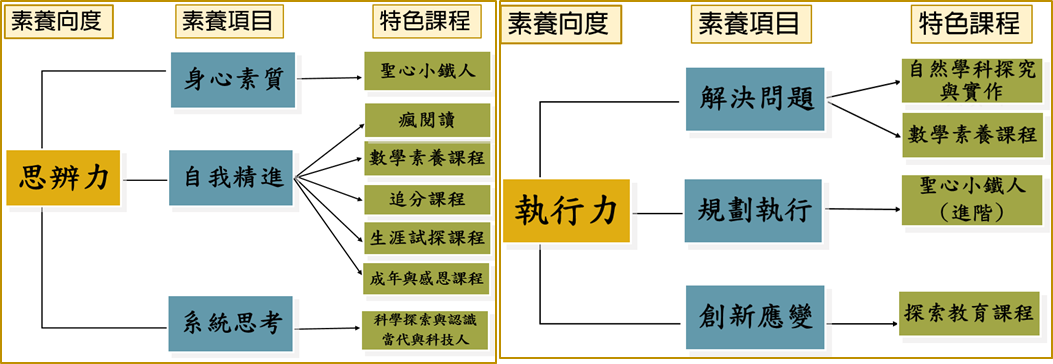 素養向度
素養項目
特色課程
思辨力
身心素質
聖心小鐵人
自我精進
瘋閱讀
數學素養課程
追分課程
生涯試探課程
成年與感恩課程
系統思考
科學探索與認識
當代與科技人
素養向度
素養項目
特色課程
執行力
解決問題
自然學科探究
與實作
數學素養課程
規劃執行
聖心小鐵人
（進階）
創新應變
探索教育課程